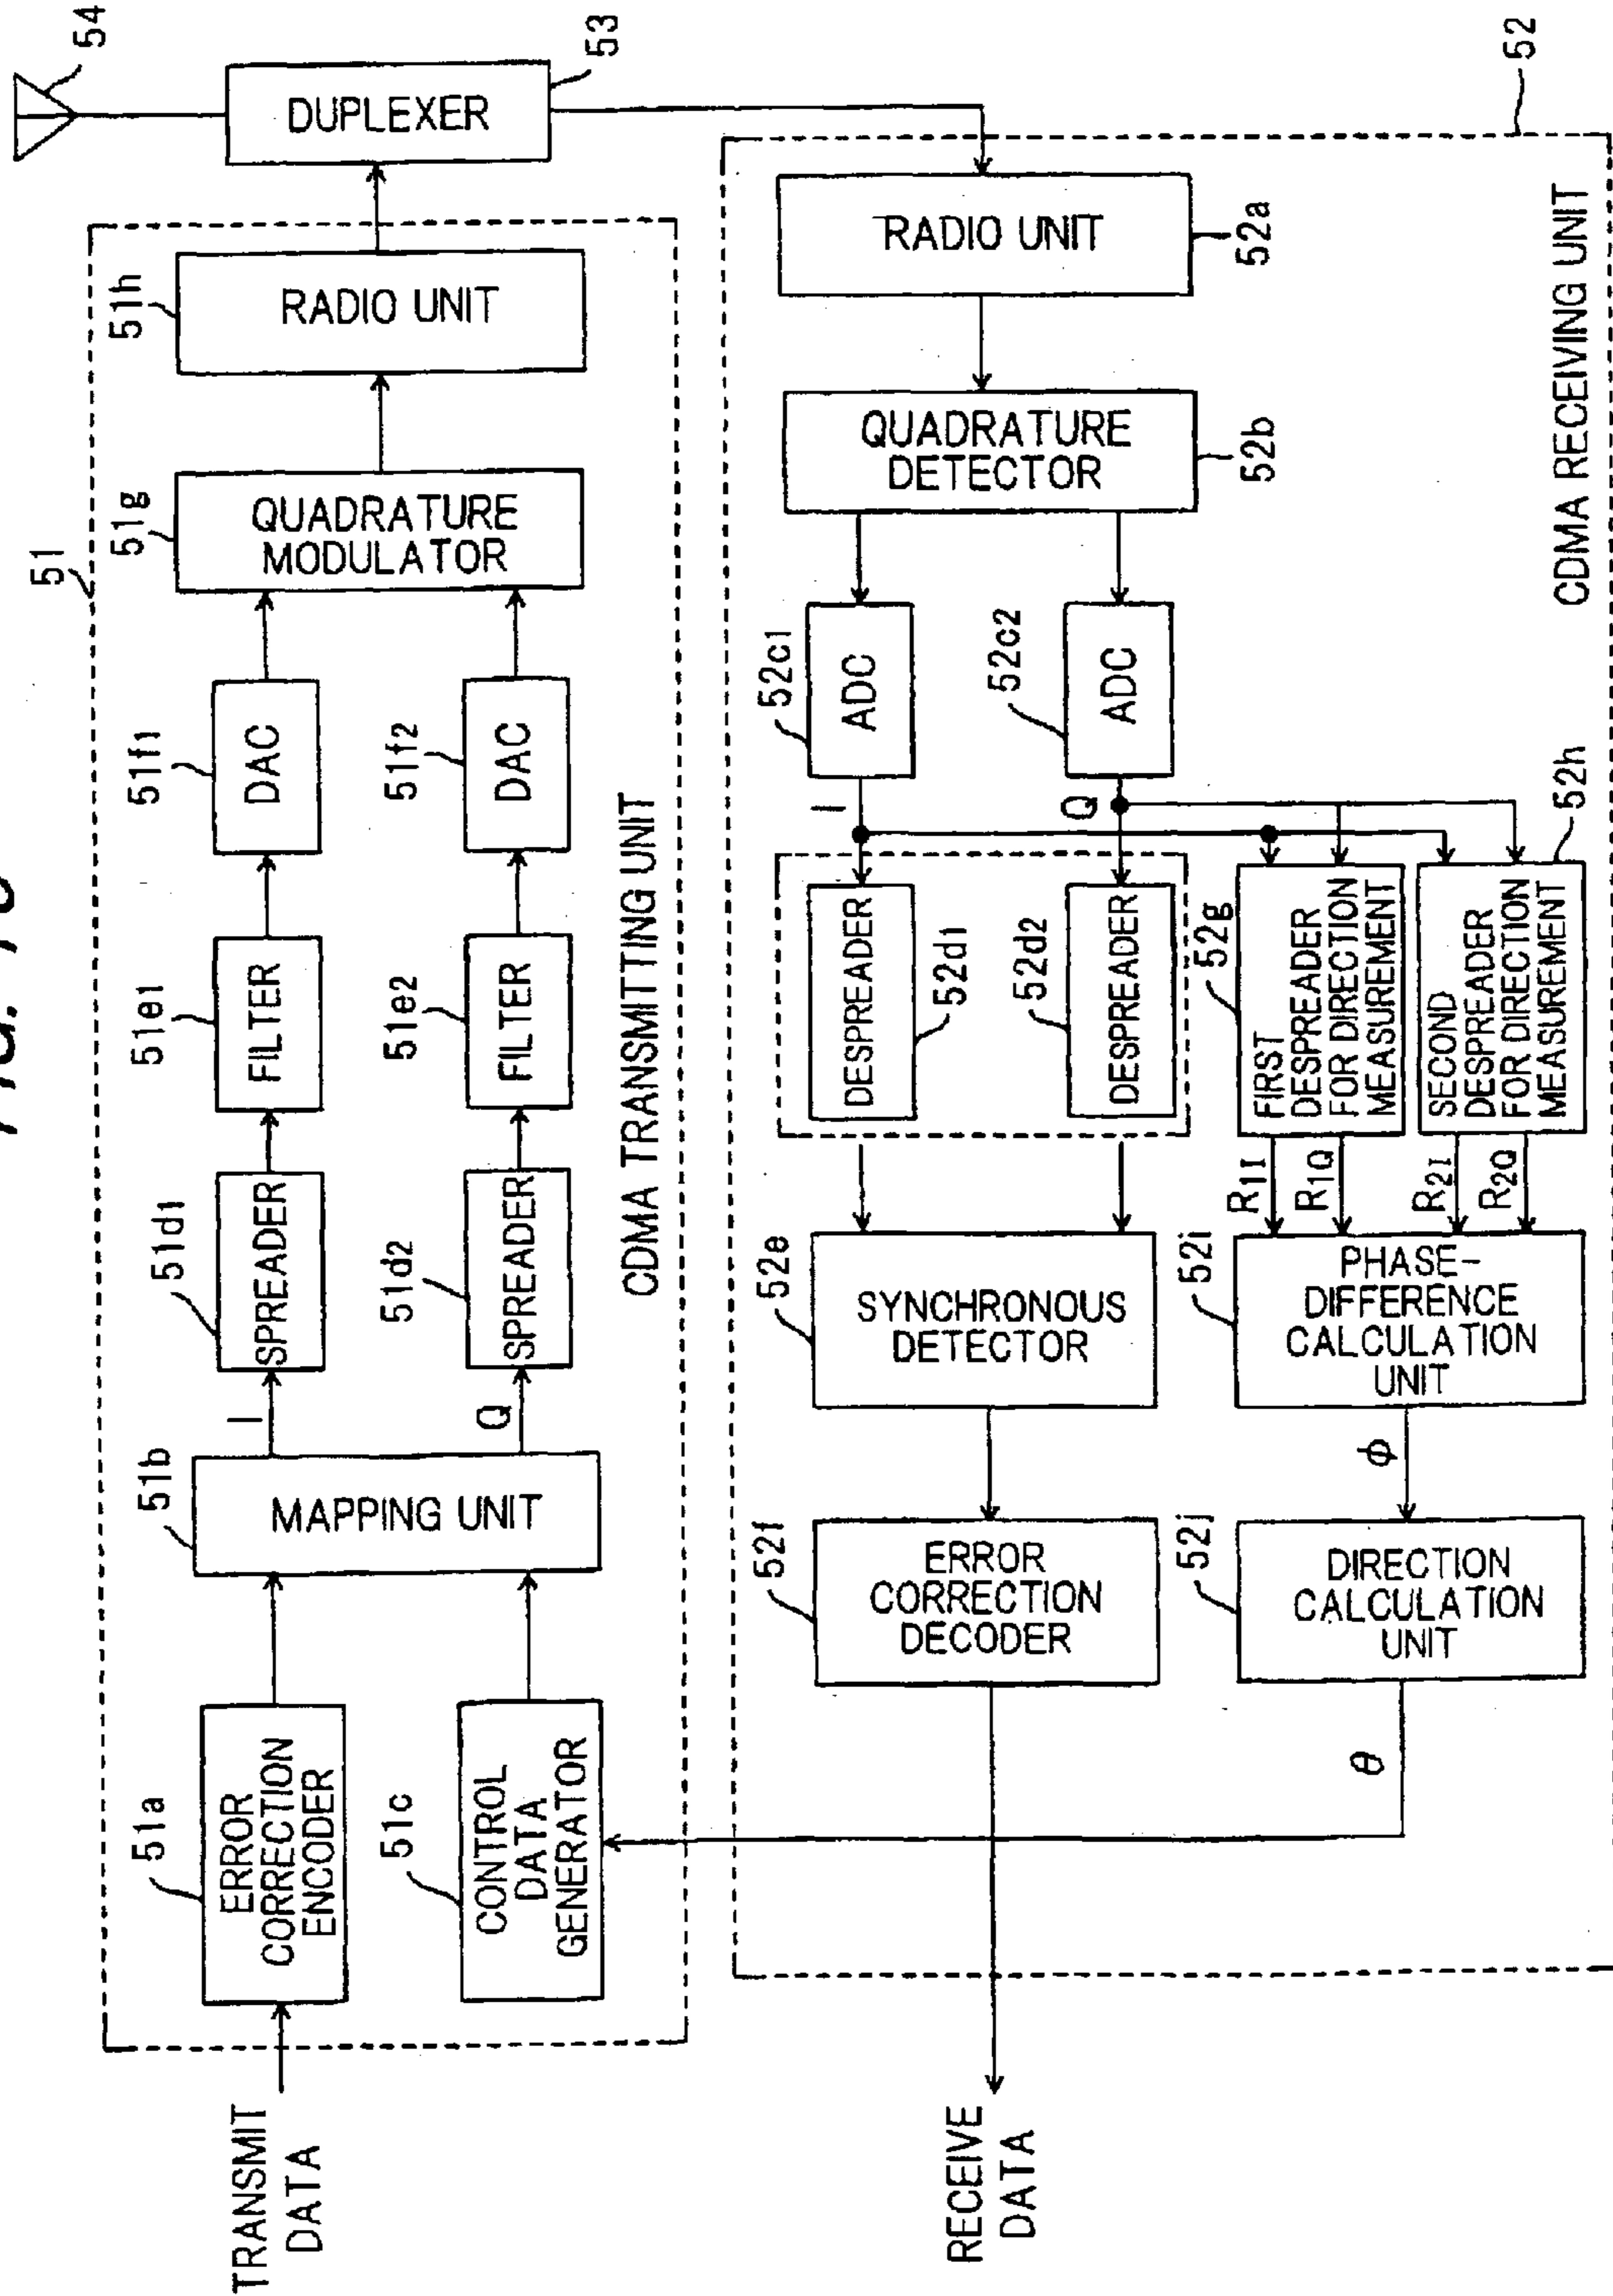 54
DUPLEXER
53
51
51h
RADIO UNIT
51g
QUADRATURE
MODULATOR
51f1
DAC
51f2
DAC
51e1
FILTER
51e2
FILTER
51d1
SPREADER
51d2
SPREADER
I
Q
51b
MAPPING UNIT
51a
ERROR
CORRECTION
ENCODER
51c
CONTROL
DATA
GENERATOR
TRANSMIT
DATA
CDMA TRANSMITTING UNIT
52
RADIO UNIT
52a
QUADRATURE
DETECTOR
52b
52c1
ADC
52c2
ADC
I
Q
DESPREADER
52d1
DESPREADER
52d2
52g
FIRST
DESPREADER
FOR DIRECTION
MEASUREMENT
52h
SECOND
DESPREADER
FOR DIRECTION
MEASUREMENT
R1I
R1Q
R2I
R2Q
52e
SYNCHRONOUS
DETECTOR
52i
PHASE-
DIFFERENCE
CALCULATION
UNIT
φ
52f
ERROR
CORRECTION
DECODER
52j
DIRECTION
CALCULATION
UNIT
θ
RECEIVE
DATA
CDMA RECEIVING UNIT